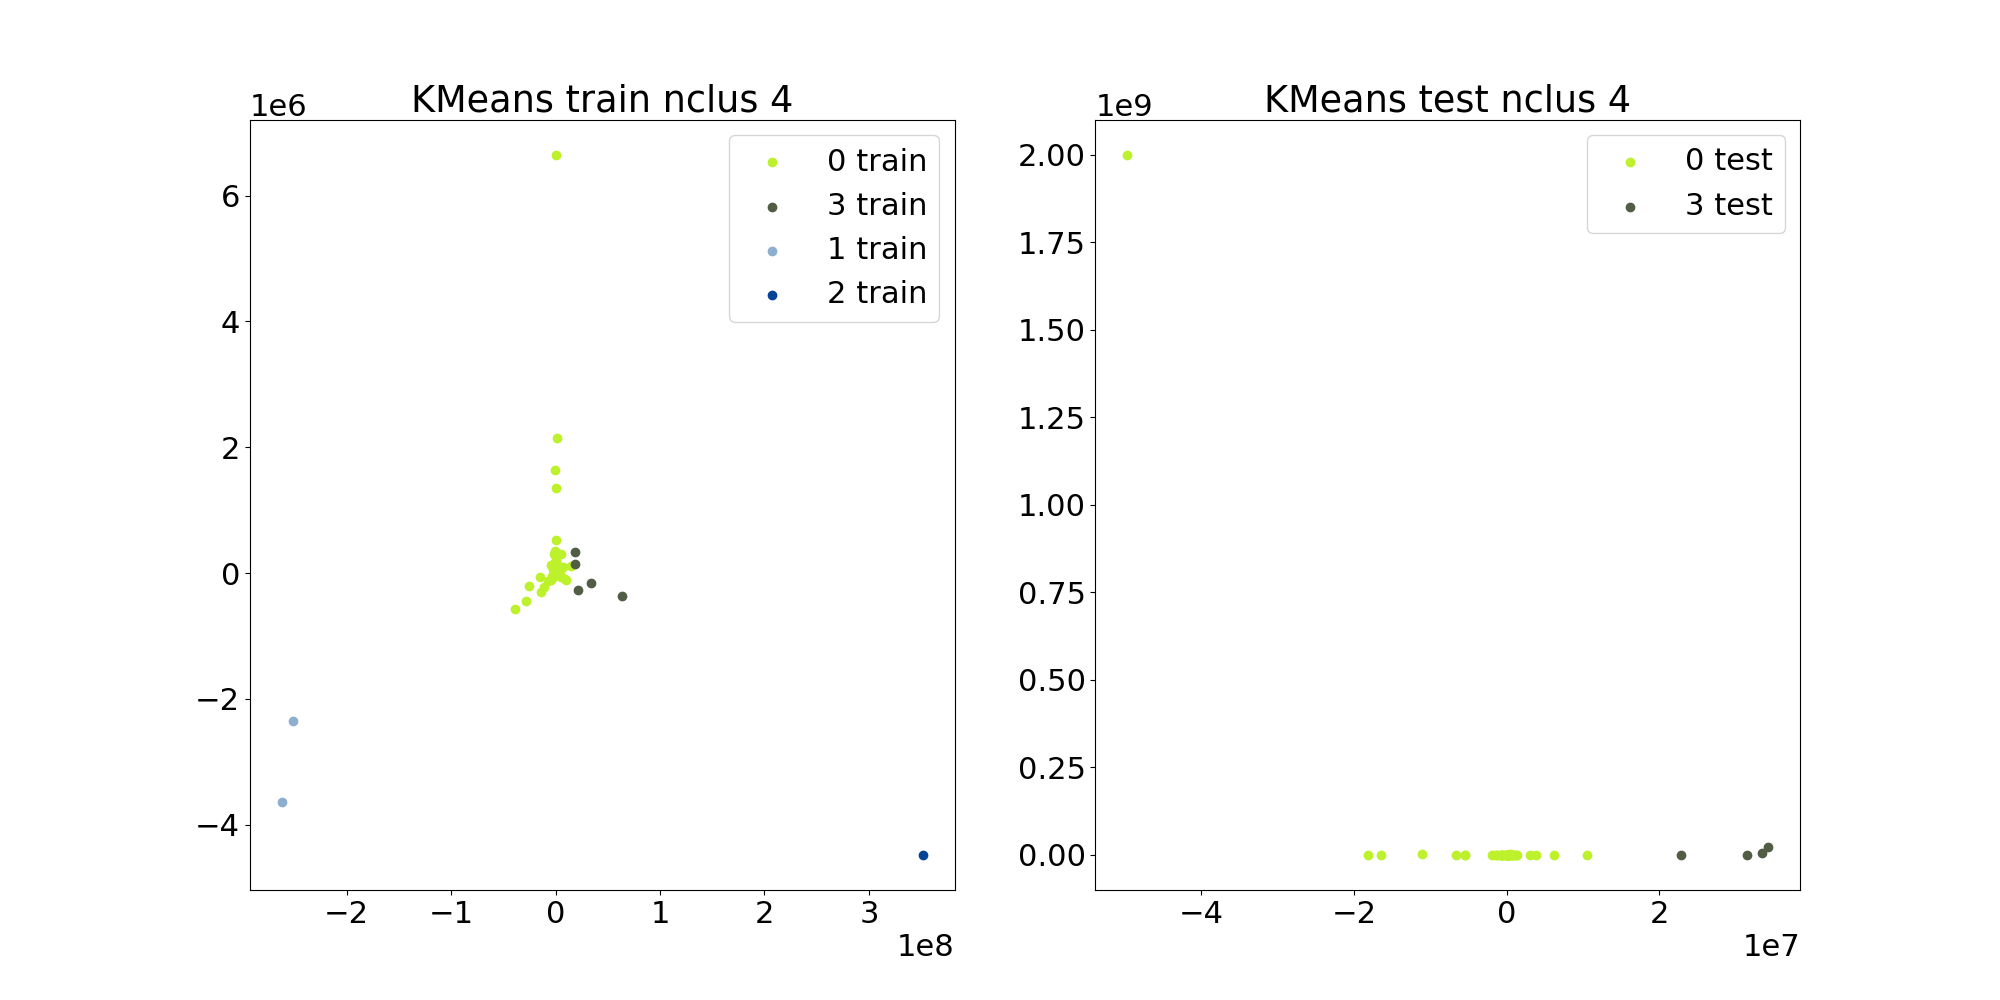 KMeans train nclus 4
1e6
0 train
3 train
1 train
2 train
6
4
2
0
−2
−4
−2 −1 0 1 2 3
1e8
KMeans test nclus 4
1e9
0 test
3 test
2.00
1.75
1.50
1.25
1.00
0.75
0.50
0.25
0.00
−4 −2 0 2
1e7